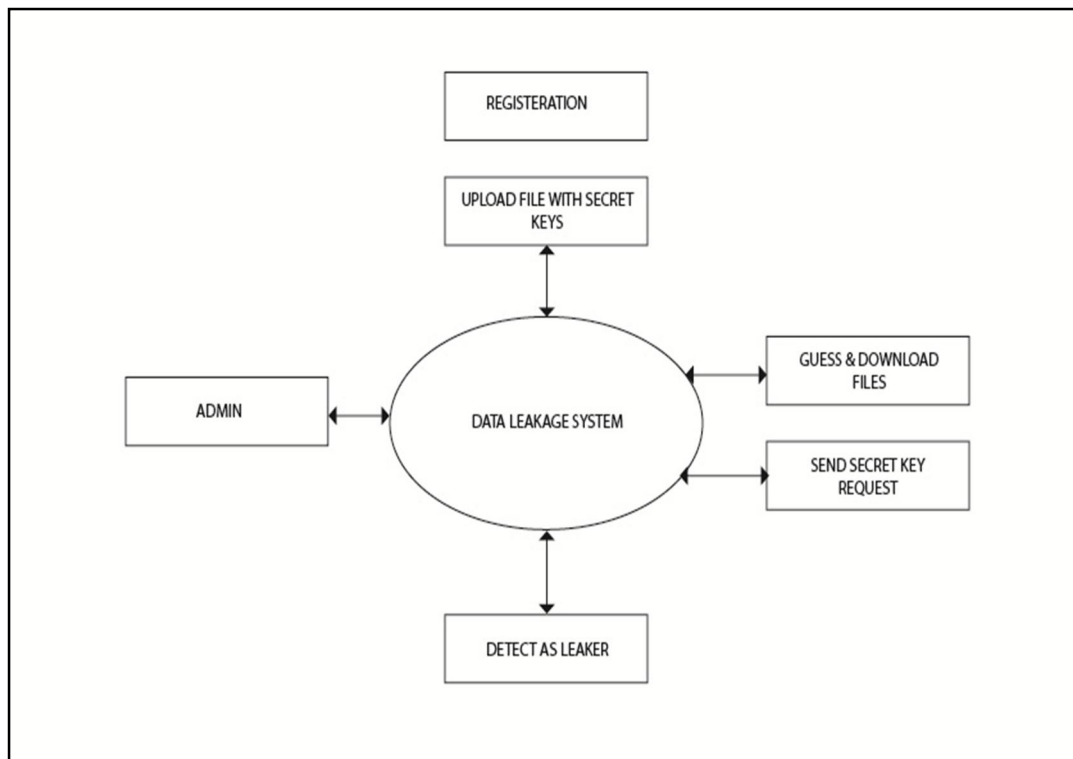 REGISTERATION
UPLOAD FILE WITH SECRET
KEYS
GUESS & DOWNLOAD
FILES
ADMIN
DATA LEAKAGE SYSTEM
SEND SECRET KEY
REQUEST
DETECT AS LEAKER